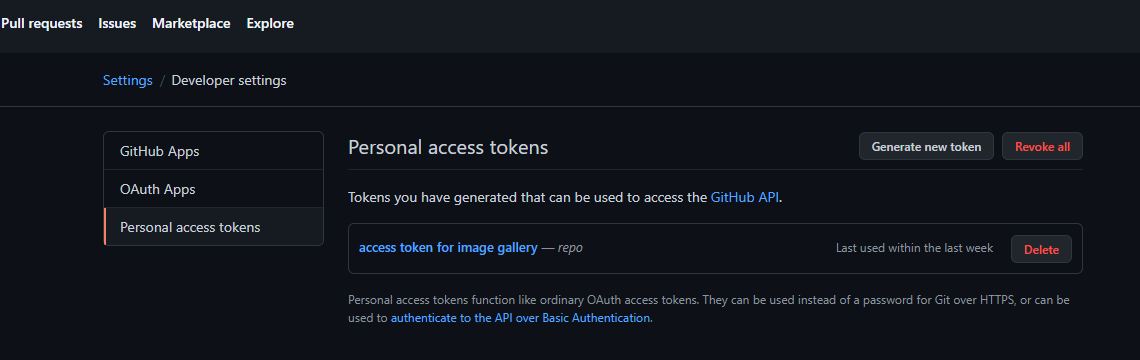 Pull requests Issues Marketplace Explore
Settings / Developer settings
GitHub Apps
OAuth Apps
Personal access tokens
Personal access tokens
Generate new token
Revoke all
Tokens you have generated that can be used to access the GitHub API.
access token for image gallery — repo
Last used within the last week
Delete
Personal access tokens function like ordinary OAuth access tokens. They can be used instead of a password for Git over HTTPS, or can be
used to authenticate to the API over Basic Authentication.